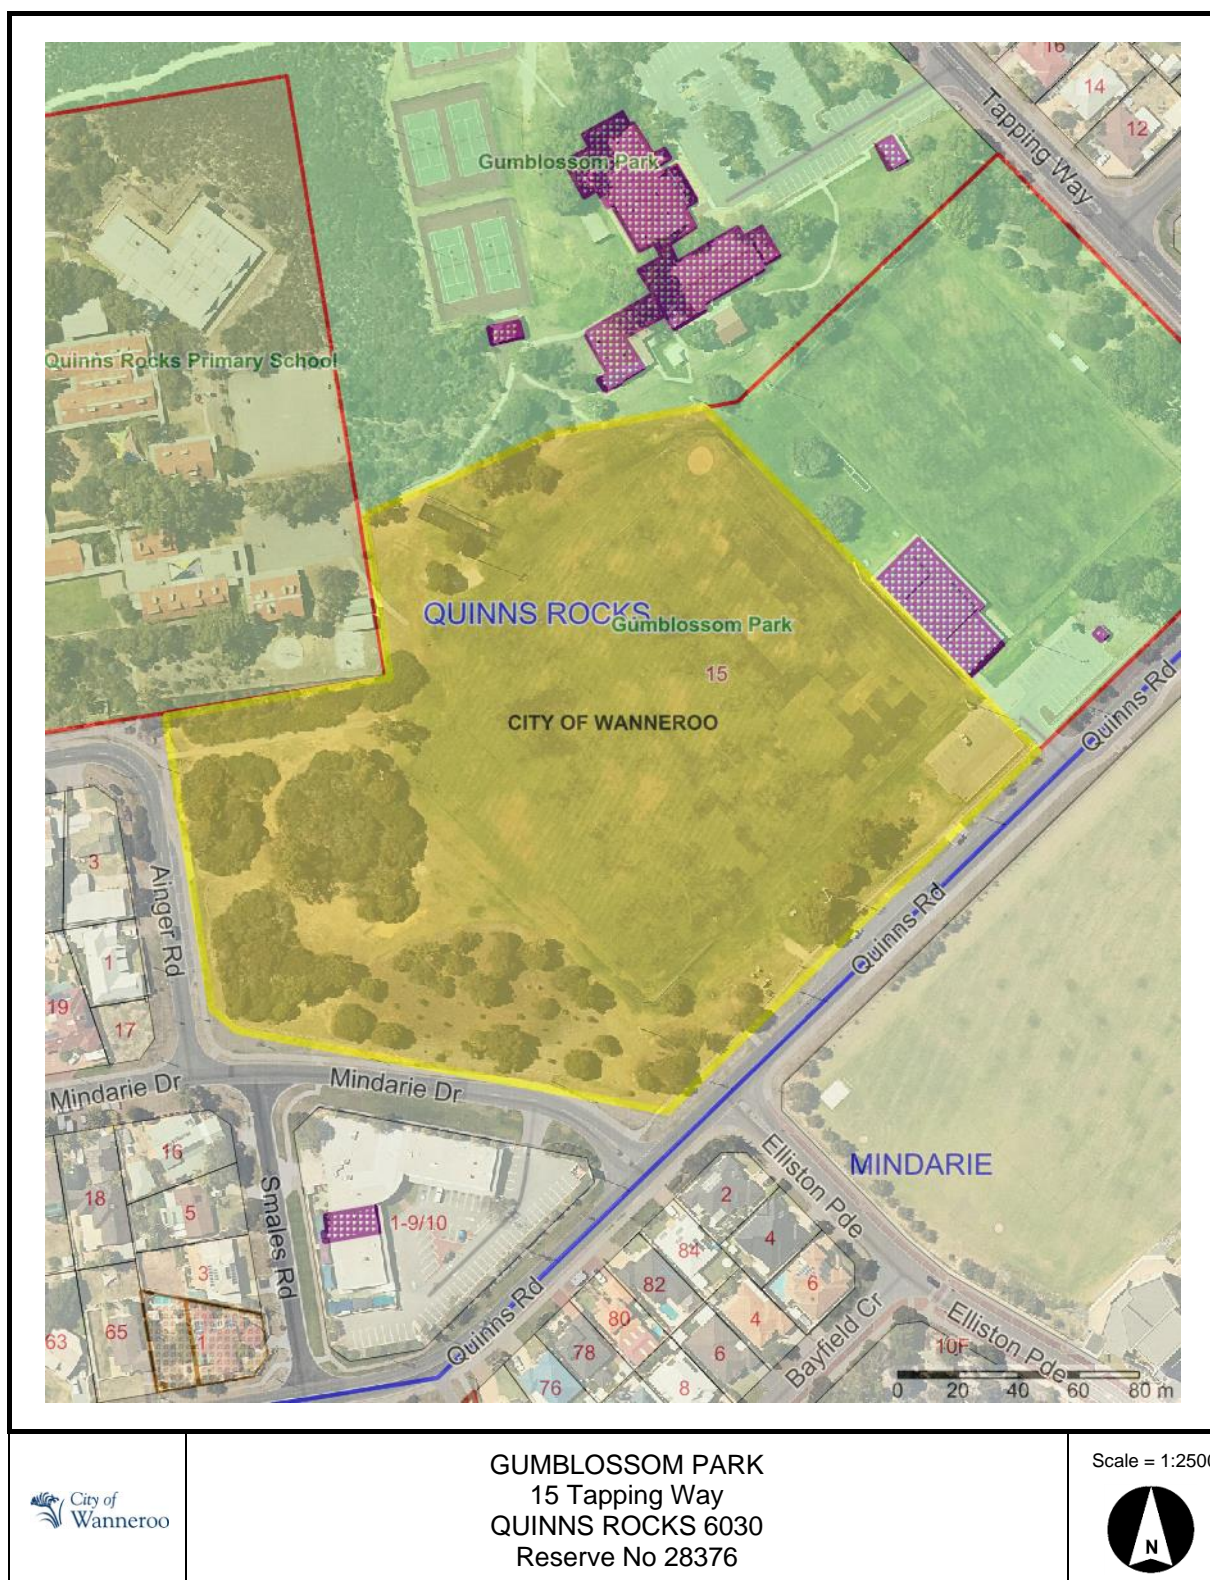 16
14
12
Tapping Way
Gumblossom Park
Quinns Rocks Primary School
QUINNS ROCKS
Gumblossom Park
15
CITY OF WANNEROO
Quinns Rd
3
Ainger Rd
1
19
17
Quinns Rd
Mindarie Dr
Mindarie Dr
16
18
5
Smales Rd
1-9/10
3
65
63
1
Elliston Pde
MINDARIE
2
84
4
82
6
80
4
78
6
76
8
Quinns Rd
Bayfield Cr
Elliston Pde
10F
0 20 40 60 80 m
City of
Wanneroo
GUMBLOSSOM PARK
15 Tapping Way
QUINNS ROCKS 6030
Reserve No 28376
Scale = 1:2500
N